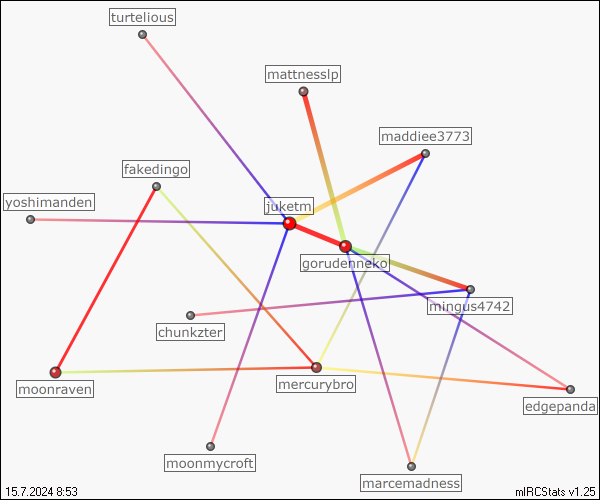 turtelious
mattnesslp
maddiee3773
fakedingo
yoshimanden
juketm
gorudenneko
mingus4742
chunkzter
moonraven
mercurybro
edgepanda
moonmycroft
marcemadness
15.7.2024 8:53
mIRCStats v1.25